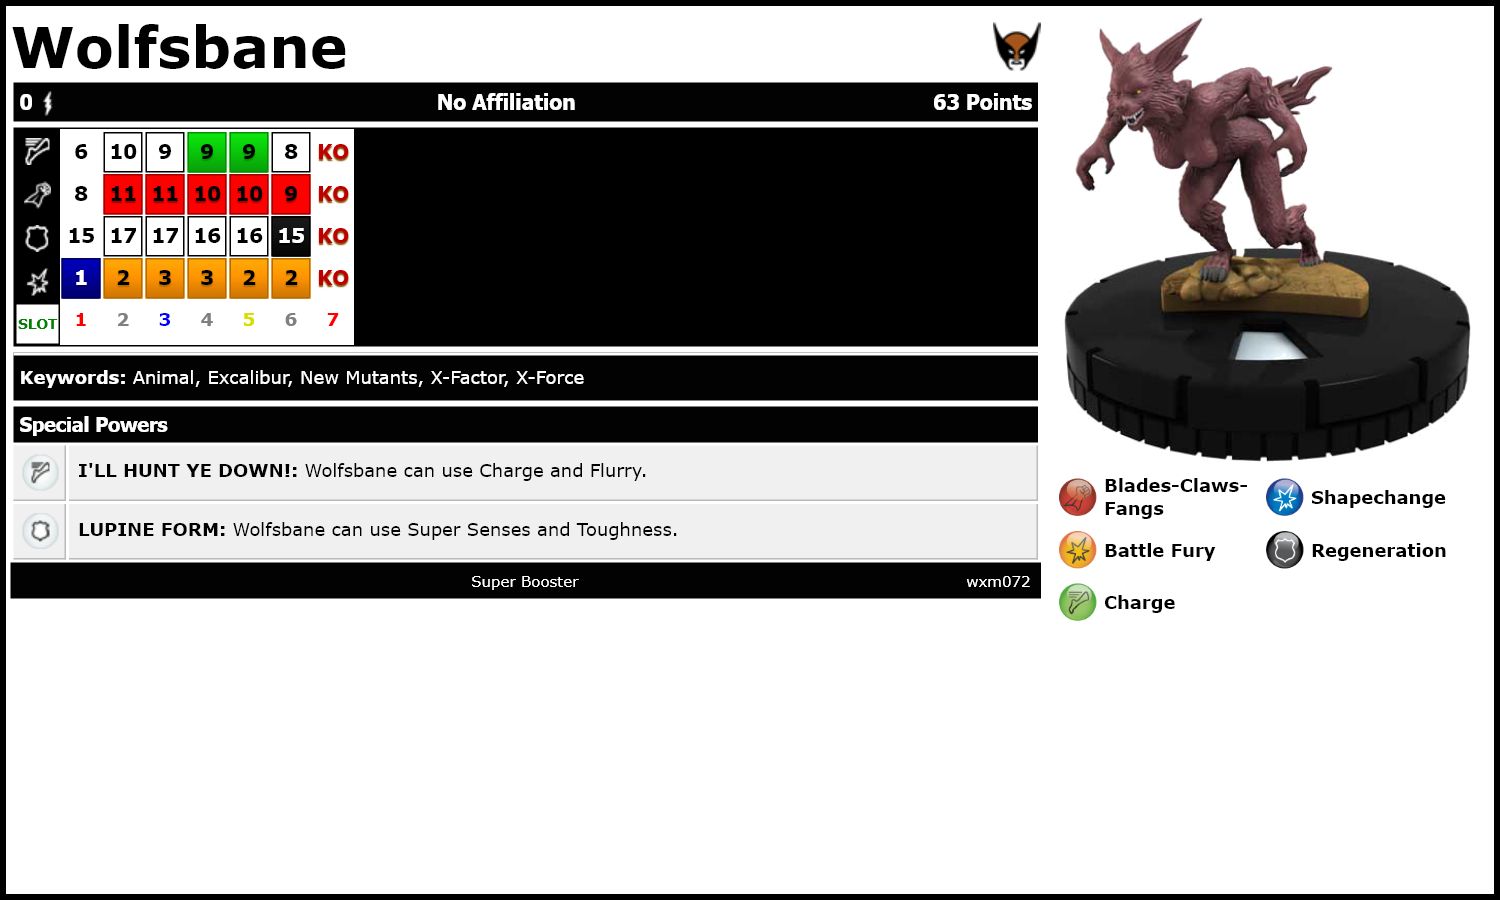 Wolfsbane
0 No Affiliation 63 Points
6 10 9 9 9 8 KO
8 11 11 10 10 9 KO
15 17 17 16 16 15 KO
1 2 3 3 2 2 KO
SLOT 1 2 3 4 5 6 7
Keywords: Animal, Excalibur, New Mutants, X-Factor, X-Force
Special Powers
I'LL HUNT YE DOWN!: Wolfsbane can use Charge and Flurry.
LUPINE FORM: Wolfsbane can use Super Senses and Toughness.
Super Booster wxm072
Blades-Claws-
Fangs
Shapechange
Battle Fury
Regeneration
Charge